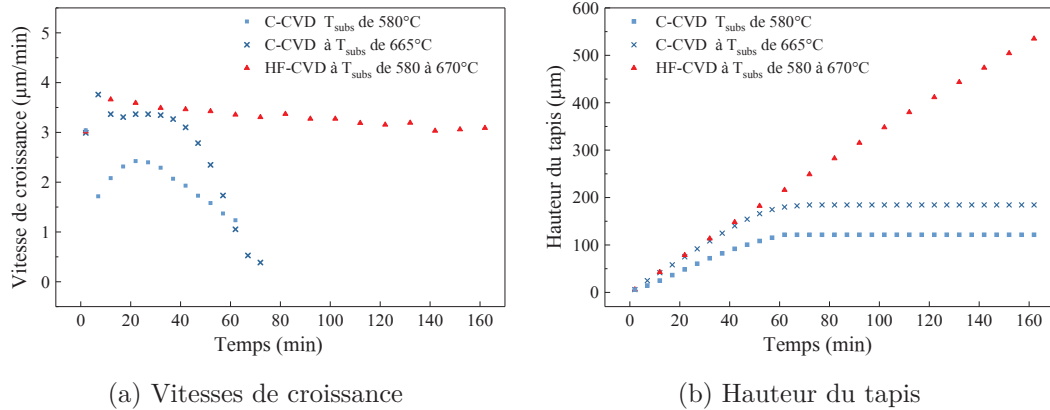 C-CVD T_subs de 580°C
C-CVD à T_subs de 665°C
HF-CVD à T_subs de 580 à 670°C
5
4
3
2
1
0
Vitesse de croissance (µm/min)
0 20 40 60 80 100 120 140 160
Temps (min)
(a) Vitesses de croissance
C-CVD T_subs de 580°C
C-CVD à T_subs de 665°C
HF-CVD à T_subs de 580 à 670°C
600
500
400
300
200
100
0
Hauteur du tapis (µm)
0 20 40 60 80 100 120 140 160
Temps (min)
(b) Hauteur du tapis